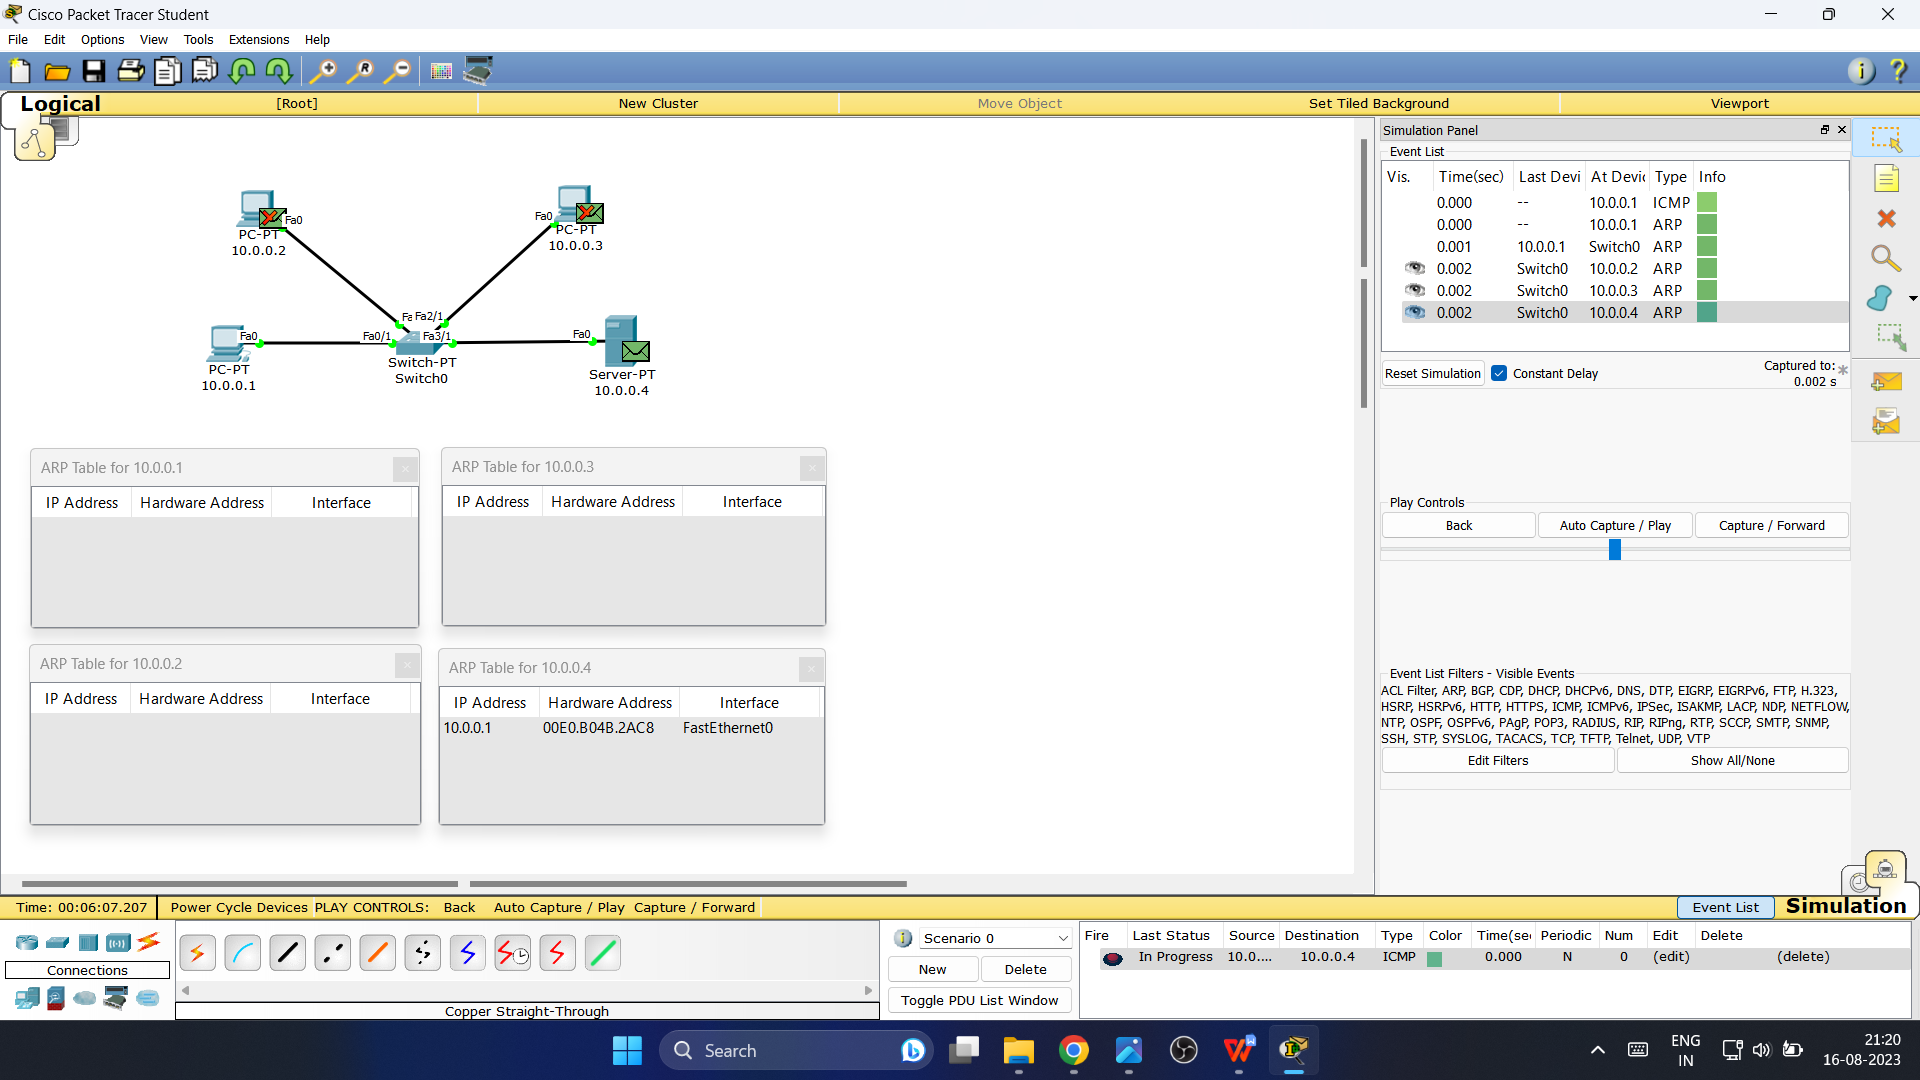 Cisco Packet Tracer Student
File Edit Options View Tools Extensions Help
Logical [Root] New Cluster Move Object Set Tiled Background Viewport
Fa0
PC-PT
10.0.0.2
Fa0
PC-PT
10.0.0.3
Fa Fa2/1
Fa0
PC-PT
10.0.0.1
Fa0/1
Fa3/1
Switch-PT
Switch0
Fa0
Server-PT
10.0.0.4
ARP Table for 10.0.0.1
IP Address Hardware Address Interface
ARP Table for 10.0.0.3
IP Address Hardware Address Interface
ARP Table for 10.0.0.2
IP Address Hardware Address Interface
ARP Table for 10.0.0.4
IP Address Hardware Address Interface
10.0.0.1 00E0.B04B.2AC8 FastEthernet0
Simulation Panel
Event List
Vis. Time(sec) Last Devi At Devic Type Info
0.000 -- 10.0.0.1 ICMP
0.000 -- 10.0.0.1 ARP
0.001 10.0.0.1 Switch0 ARP
0.002 Switch0 10.0.0.2 ARP
0.002 Switch0 10.0.0.3 ARP
0.002 Switch0 10.0.0.4 ARP
Reset Simulation Constant Delay Captured to: *
0.002 s
Play Controls
Back Auto Capture / Play Capture / Forward
Event List Filters - Visible Events
ACL Filter, ARP, BGP, CDP, DHCP, DHCPv6, DNS, DTP, EIGRP, EIGRPv6, FTP, H.323,
HSRP, HSRPv6, HTTP, HTTPS, ICMP, ICMPv6, IPSec, ISAKMP, LACP, NDP, NETFLOW,
NTP, OSPF, OSPFv6, PAgP, POP3, RADIUS, RIP, RIPng, RTP, SCCP, SMTP, SNMP,
SSH, STP, SYSLOG, TACACS, TCP, TFTP, Telnet, UDP, VTP
Edit Filters Show All/None
Time: 00:06:07.207 Power Cycle Devices PLAY CONTROLS: Back Auto Capture / Play Capture / Forward Event List Simulation
Connections
Copper Straight-Through
Scenario 0
New Delete
Toggle PDU List Window
Fire Last Status Source Destination Type Color Time(sec Periodic Num Edit Delete
In Progress 10.0.... 10.0.0.4 ICMP 0.000 N 0 (edit) (delete)
Search
ENG
IN
21:20
16-08-2023